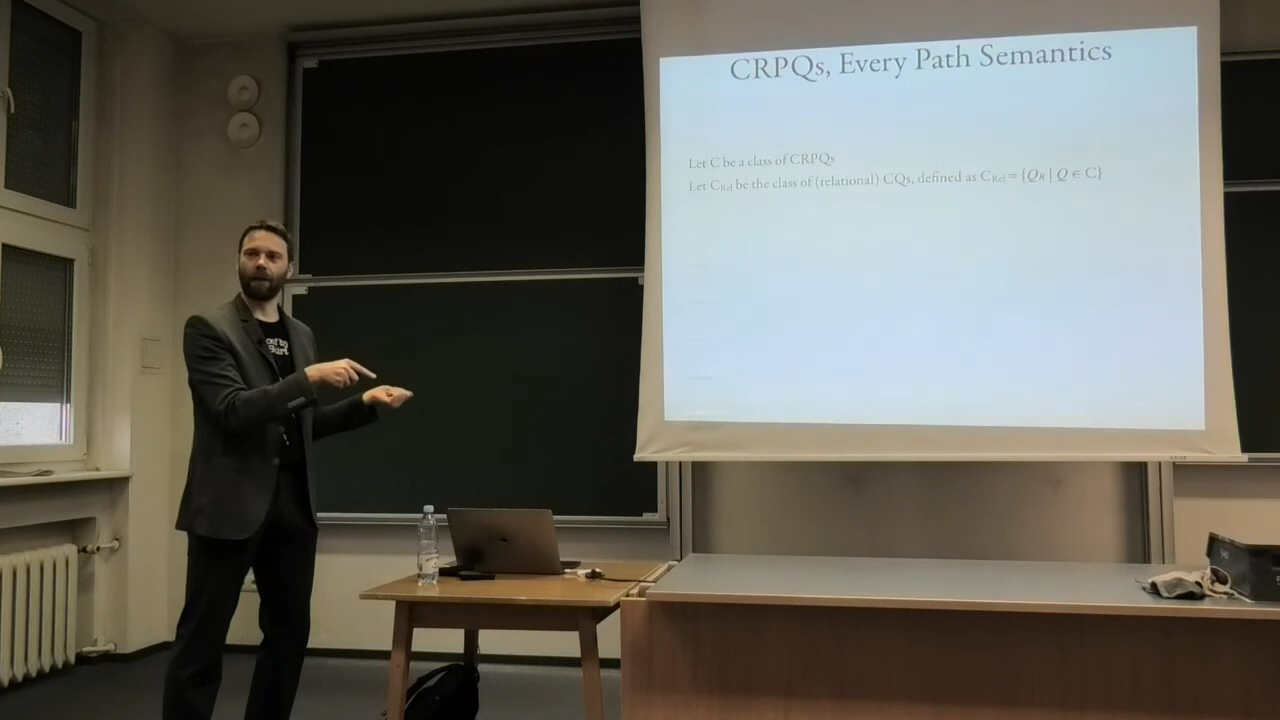 CRPQs, Every Path Semantics
Let C be a class of CRPQs
Let C_Rel be the class of (relational) CQs, defined as C_Rel = {Q_R | Q ∈ C}